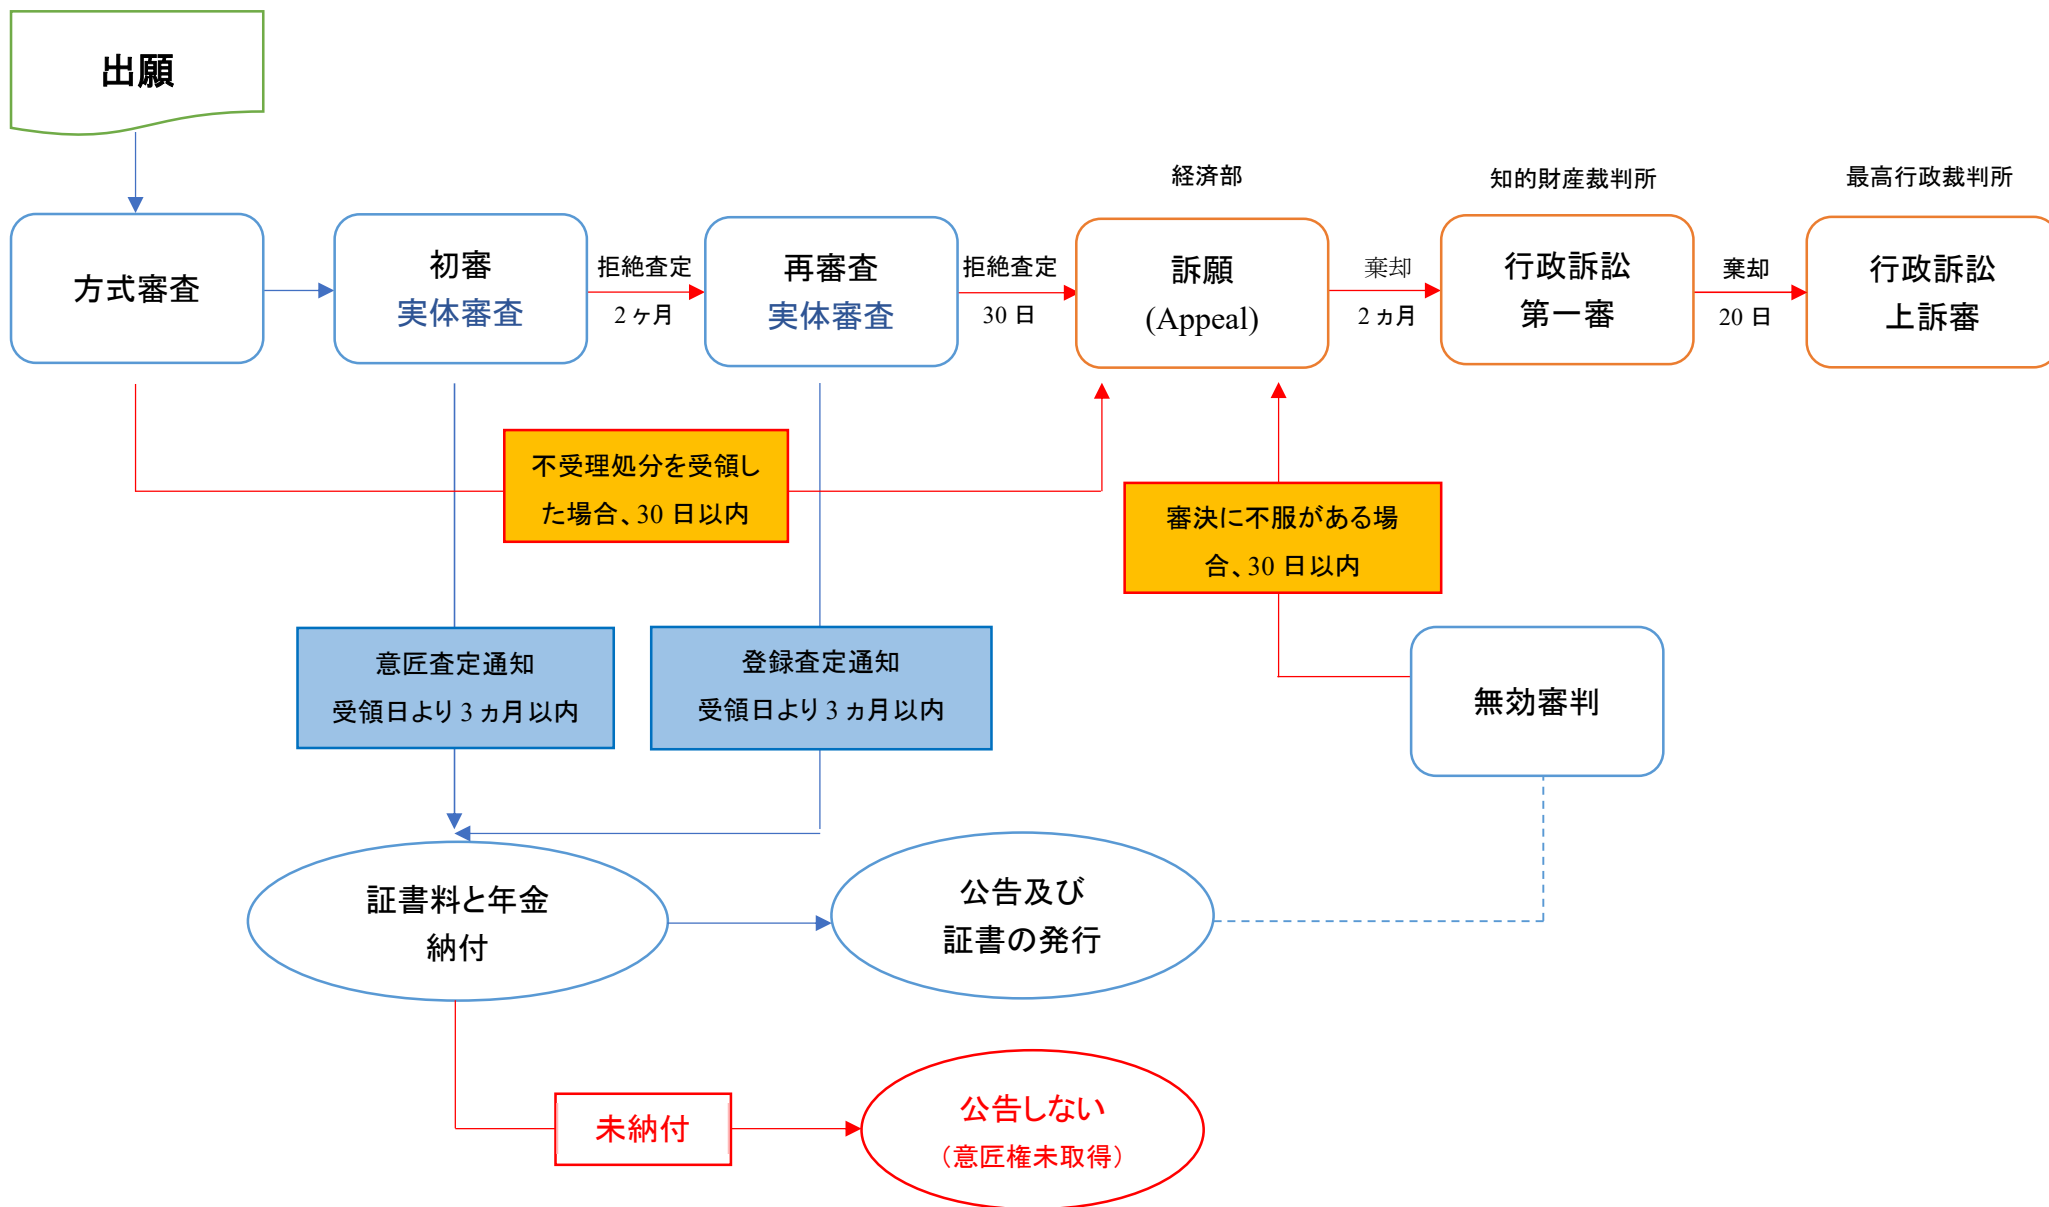 出願
経済部
知的財産裁判所
最高行政裁判所
方式審査
初審
実体審査
拒絶査定
2ヶ月
再審査
実体審査
拒絶査定
30日
訴願
(Appeal)
棄却
2ヵ月
行政訴訟
第一審
棄却
20日
行政訴訟
上訴審
不受理処分を受領し
た場合、30日以内
審決に不服がある場
合、30日以内
意匠査定通知
受領日より3ヵ月以内
登録査定通知
受領日より3ヵ月以内
無効審判
証書料と年金
納付
公告及び
証書の発行
未納付
公告しない
（意匠権未取得）